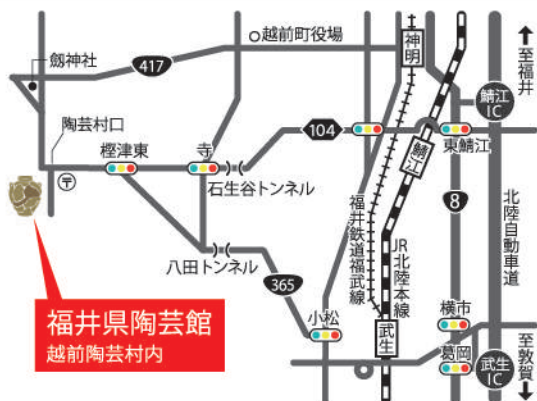 越前町役場
神明
至福井
劔神社
417
鯖江
IC
陶芸村口
104
樫津東
寺
鯖江
東鯖江
石生谷トンネル
8
北陸自動車道
福井鉄道福武線
JR北陸本線
八田トンネル
365
福井県陶芸館
越前陶芸村内
小松
横市
武生
葛岡
武生
IC
至敦賀